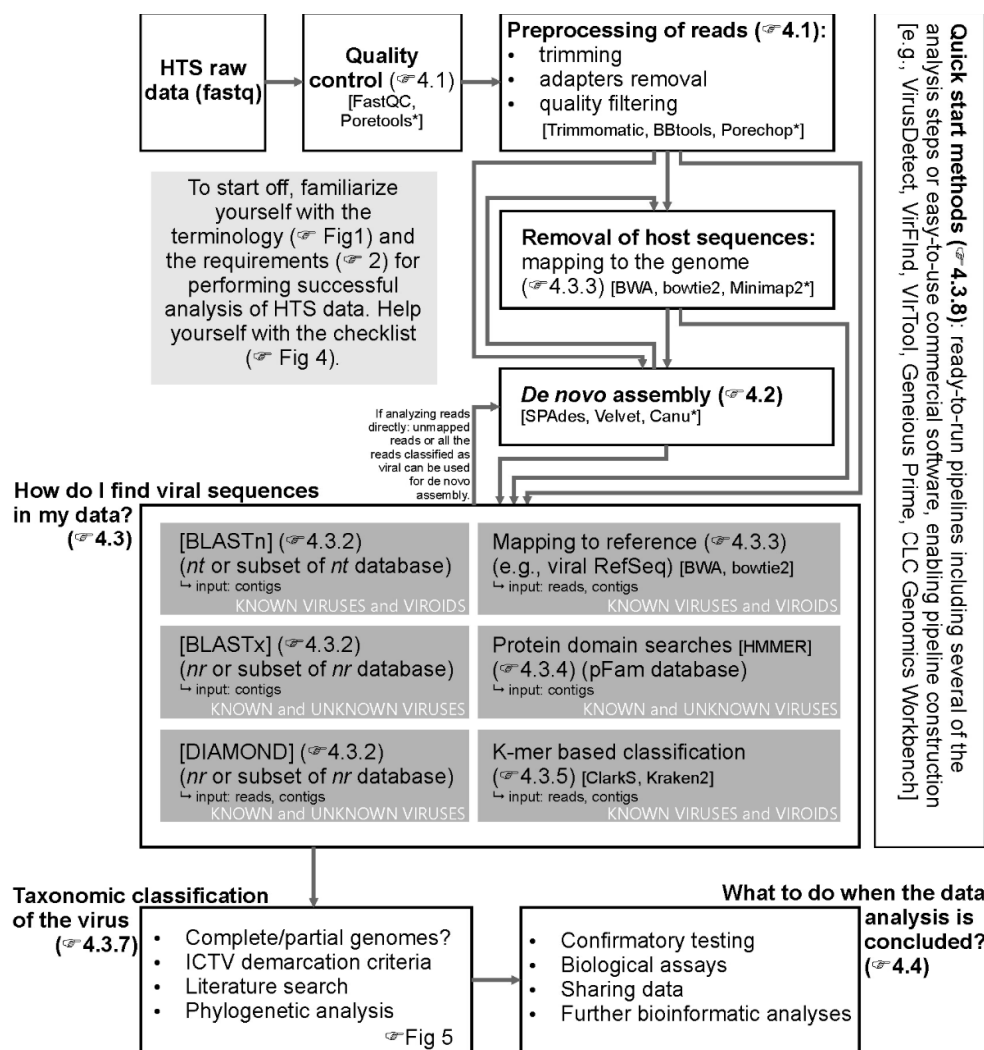 HTS raw
data (fastq)
Quality
control (☞4.1)
[FastQC,
Poretools*]
Preprocessing of reads (☞4.1):
• trimming
• adapters removal
• quality filtering
[Trimmomatic, BBtools, Porechop*]
To start off, familiarize
yourself with the
terminology (☞ Fig1) and
the requirements (☞ 2) for
performing successful
analysis of HTS data. Help
yourself with the checklist
(☞ Fig 4).
Removal of host sequences:
mapping to the genome
(☞4.3.3) [BWA, bowtie2, Minimap2*]
De novo assembly (☞4.2)
[SPAdes, Velvet, Canu*]
If analyzing reads
directly: unmapped
reads or all the
reads classified as
viral can be used
for de novo
assembly.
How do I find viral sequences
in my data?
(☞4.3)
[BLASTn] (☞4.3.2)
(nt or subset of nt database)
↳ input: contigs
KNOWN VIRUSES and VIROIDS
Mapping to reference (☞4.3.3)
(e.g., viral RefSeq) [BWA, bowtie2]
↳ input: reads, contigs
KNOWN VIRUSES and VIROIDS
[BLASTx] (☞4.3.2)
(nr or subset of nr database)
↳ input: contigs
KNOWN and UNKNOWN VIRUSES
Protein domain searches [HMMER]
(☞4.3.4) (pFam database)
↳ input: contigs
KNOWN and UNKNOWN VIRUSES
[DIAMOND] (☞4.3.2)
(nr or subset of nr database)
↳ input: reads, contigs
KNOWN and UNKNOWN VIRUSES
K-mer based classification
(☞4.3.5) [ClarkS, Kraken2]
↳ input: reads, contigs
KNOWN VIRUSES and VIROIDS
Quick start methods (☞4.3.8): ready-to-run pipelines including several of the
analysis steps or easy-to-use commercial software, enabling pipeline construction
[e.g., VirusDetect, VirFInd, VIrTool, Geneious Prime, CLC Genomics Workbench]
Taxonomic classification
of the virus
(☞4.3.7)
• Complete/partial genomes?
• ICTV demarcation criteria
• Literature search
• Phylogenetic analysis
☞Fig 5
What to do when the data
analysis is
concluded?
(☞4.4)
• Confirmatory testing
• Biological assays
• Sharing data
• Further bioinformatic analyses